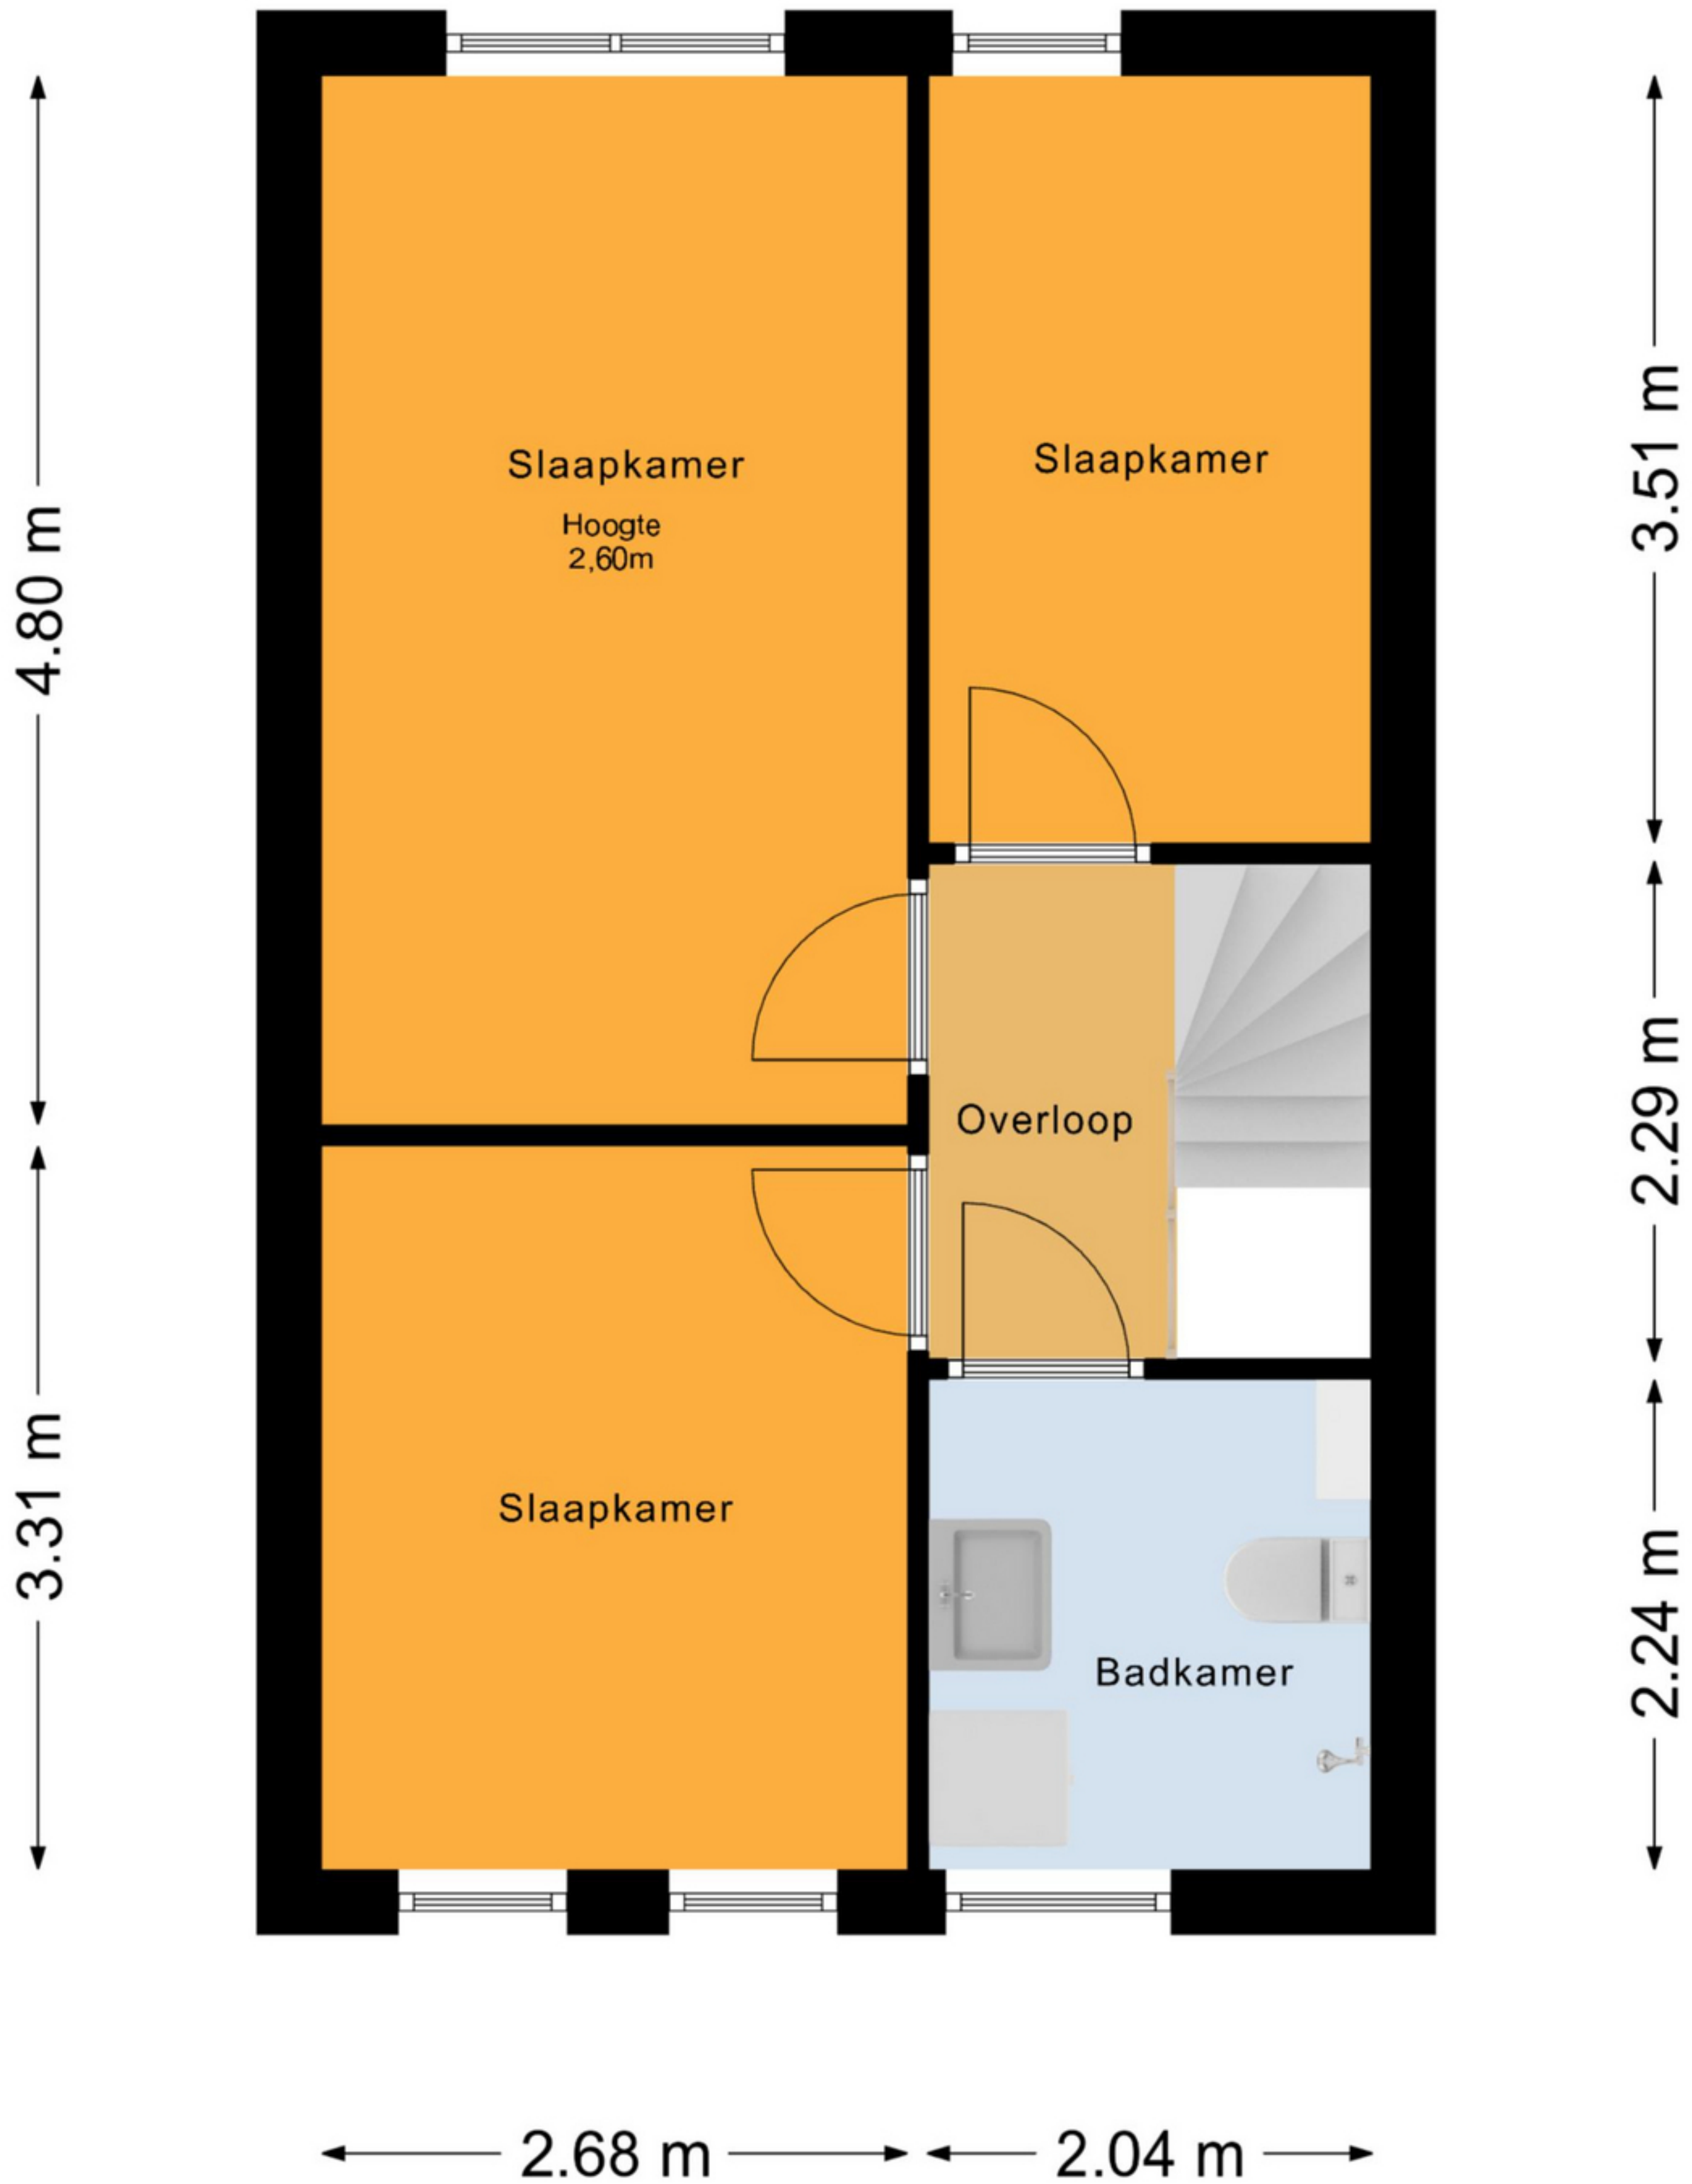 Slaapkamer
Hoogte
2,60m
Slaapkamer
Overloop
Slaapkamer
Badkamer
4.80 m
3.31 m
3.51 m
2.29 m
2.24 m
2.68 m
2.04 m